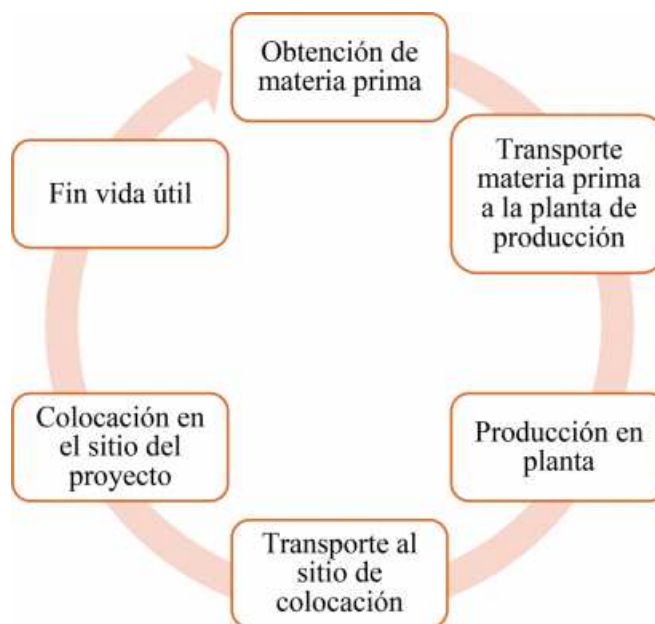 Obtención de
materia prima
Transporte
materia prima
a la planta de
producción
Producción en
planta
Transporte al
sitio de
colocación
Colocación en
el sitio del
proyecto
Fin vida útil